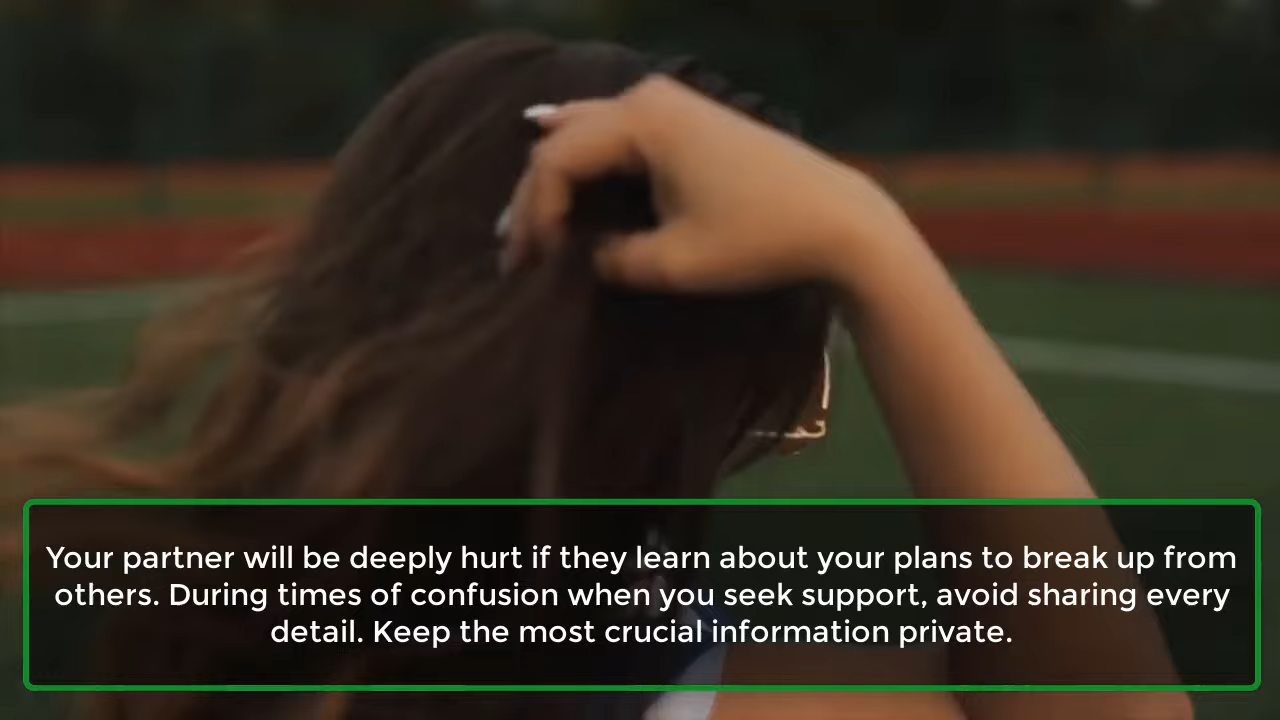 Your partner will be deeply hurt if they learn about your plans to break up from
others. During times of confusion when you seek support, avoid sharing every
detail. Keep the most crucial information private.